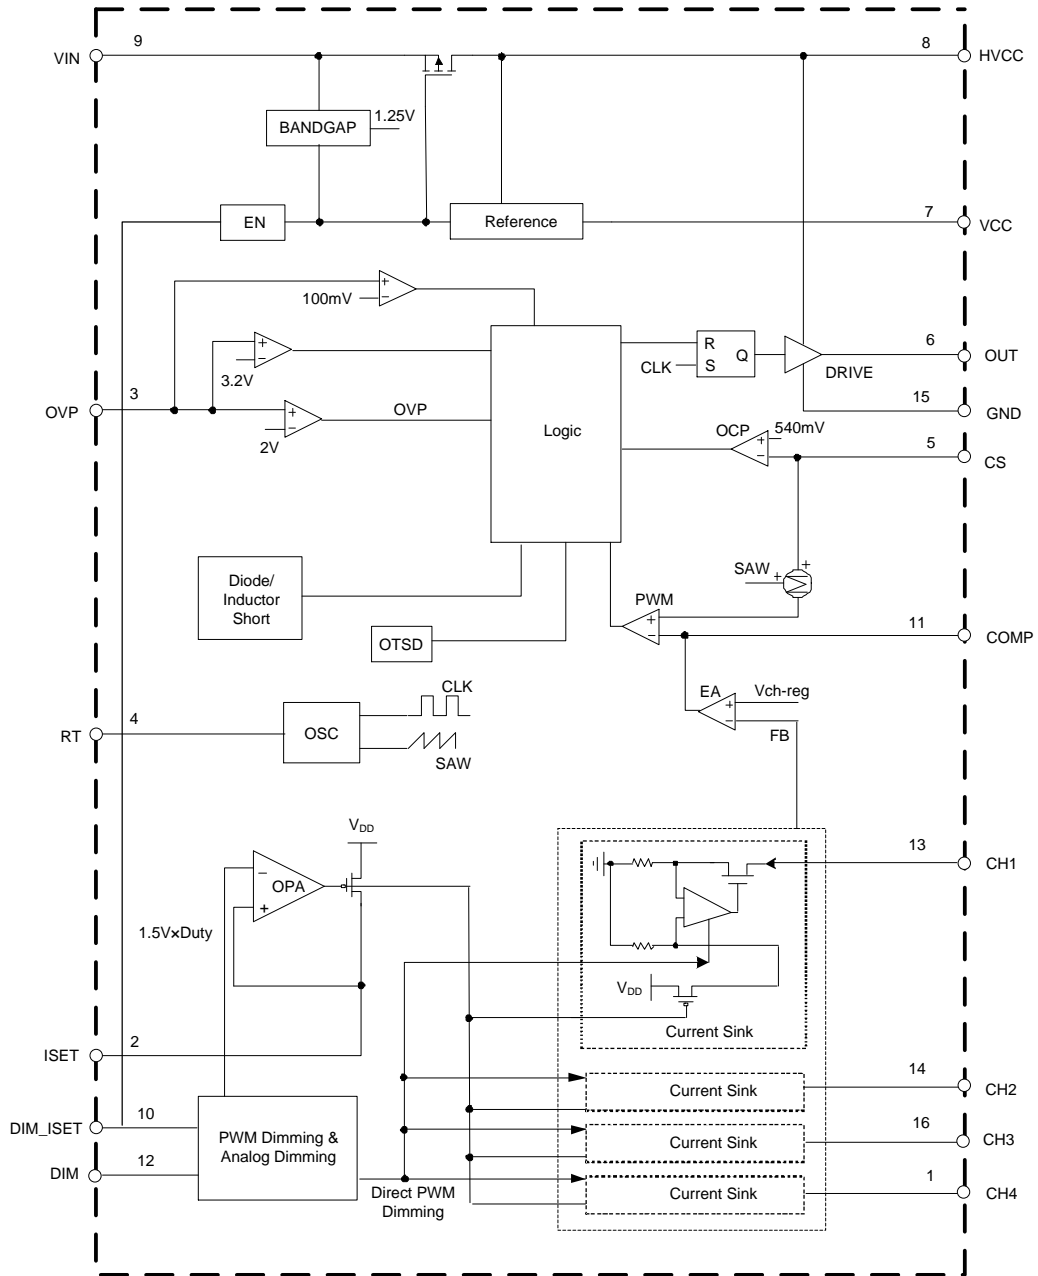 9
8
VIN
HVCC
BANDGAP
1.25V
EN
Reference
7
VCC
100mV
+
−
+
−
3.2V
R
S
Q
CLK
DRIVE
6
OUT
3
OVP
OVP
+
−
2V
15
GND
Logic
OCP
+
−
540mV
5
CS
Diode/
Inductor
Short
SAW
+
+
Σ
PWM
+
−
11
COMP
OTSD
CLK
EA
+
−
Vch-reg
FB
4
RT
OSC
SAW
VDD
−
+
OPA
13
CH1
1.5V×Duty
VDD
Current Sink
2
ISET
14
CH2
Current Sink
10
DIM_ISET
PWM Dimming &
Analog Dimming
16
CH3
Current Sink
12
DIM
Direct PWM
Dimming
1
CH4
Current Sink